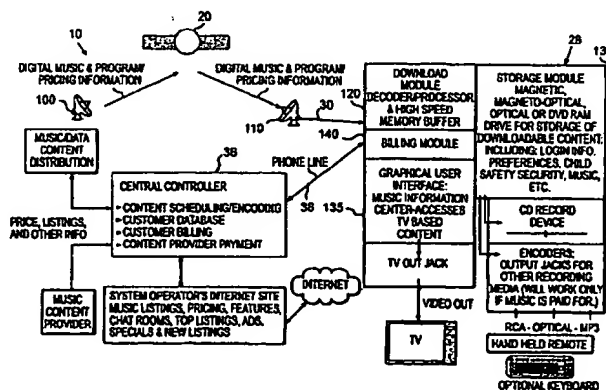 20
10
DIGITAL MUSIC & PROGRAM/
PRICING INFORMATION
DIGITAL MUSIC & PROGRAM/
PRICING INFORMATION
100
110
30
MUSIC/DATA
CONTENT
DISTRIBUTION
38
PHONE LINE
38
CENTRAL CONTROLLER
CONTENT SCHEDULING/ENCODING
CUSTOMER DATABASE
CUSTOMER BILLING
CONTENT PROVIDER PAYMENT
PRICE, LISTINGS,
AND OTHER INFO
MUSIC
CONTENT
PROVIDER
SYSTEM OPERATOR'S INTERNET SITE
MUSIC LISTINGS, PRICING, FEATURES,
CHAT ROOMS, TOP LISTINGS, ADS,
SPECIALS & NEW LISTINGS
INTERNET
120
140
135
DOWNLOAD
MODULE
DECODER/PROCESSOR
& HIGH SPEED
MEMORY BUFFER
BILLING MODULE
GRAPHICAL USER
INTERFACE:
MUSIC INFORMATION
CENTER-ACCESSES
TV BASED
CONTENT
TV OUT JACK
VIDEO OUT
TV
28
13
STORAGE MODULE
MAGNETIC,
MAGNETO-OPTICAL,
OPTICAL OR DVD RAM
DRIVE FOR STORAGE OF
DOWNLOADABLE CONTENT:
INCLUDING: LOGIN INFO.
PREFERENCES, CHILD
SAFETY SECURITY, MUSIC,
ETC.
CD RECORD
DEVICE
ENCODERS:
OUTPUT JACKS FOR
OTHER RECORDING
MEDIA (WILL WORK ONLY
IF MUSIC IS PAID FOR.)
RCA - OPTICAL - MP3
HAND HELD REMOTE
OPTIONAL KEYBOARD